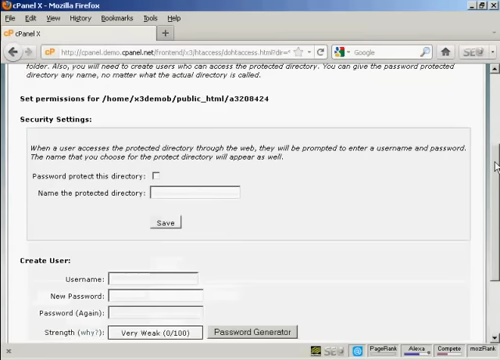 cPanel X - Mozilla Firefox
File Edit View History Bookmarks Tools Help
cPanel X
http://cpanel.demo.cpanel.net/frontend/x3/htaccess/dohtaccess.html?dir="
Google
folder. Also, you will need to create users who can access the protected directory. You can give the password protected
directory any name, no matter what the actual directory is called.
Set permissions for /home/x3demob/public_html/a3208424
Security Settings:
When a user accesses the protected directory through the web, they will be prompted to enter a username and password.
The name that you choose for the protect directory will appear as well.
Password protect this directory:
Name the protected directory:
Save
Create User:
Username:
New Password:
Password (Again):
Strength (why?): Very Weak (0/100) Password Generator
PageRank Alexa Compete mozRank